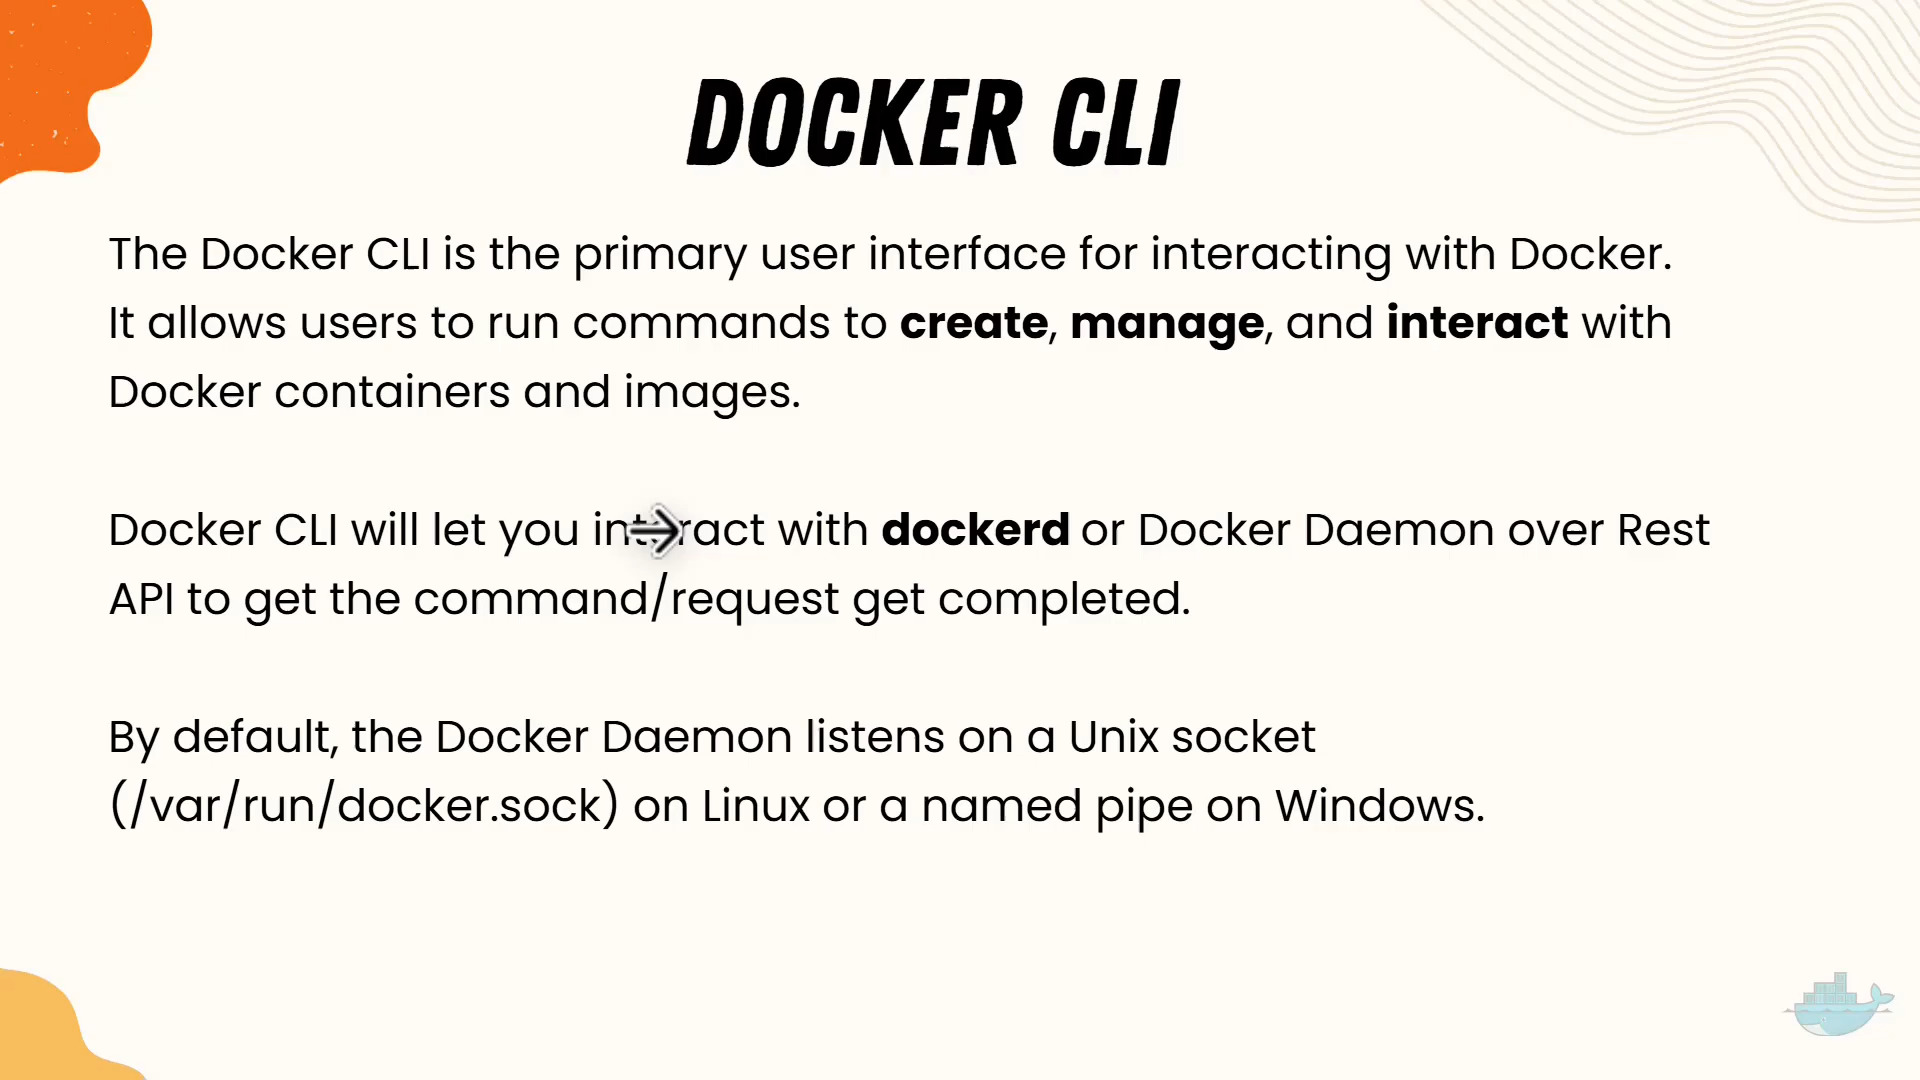 DOCKER CLI
The Docker CLI is the primary user interface for interacting with Docker.
It allows users to run commands to create, manage, and interact with
Docker containers and images.
Docker CLI will let you interact with dockerd or Docker Daemon over Rest
API to get the command/request get completed.
By default, the Docker Daemon listens on a Unix socket
(/var/run/docker.sock) on Linux or a named pipe on Windows.